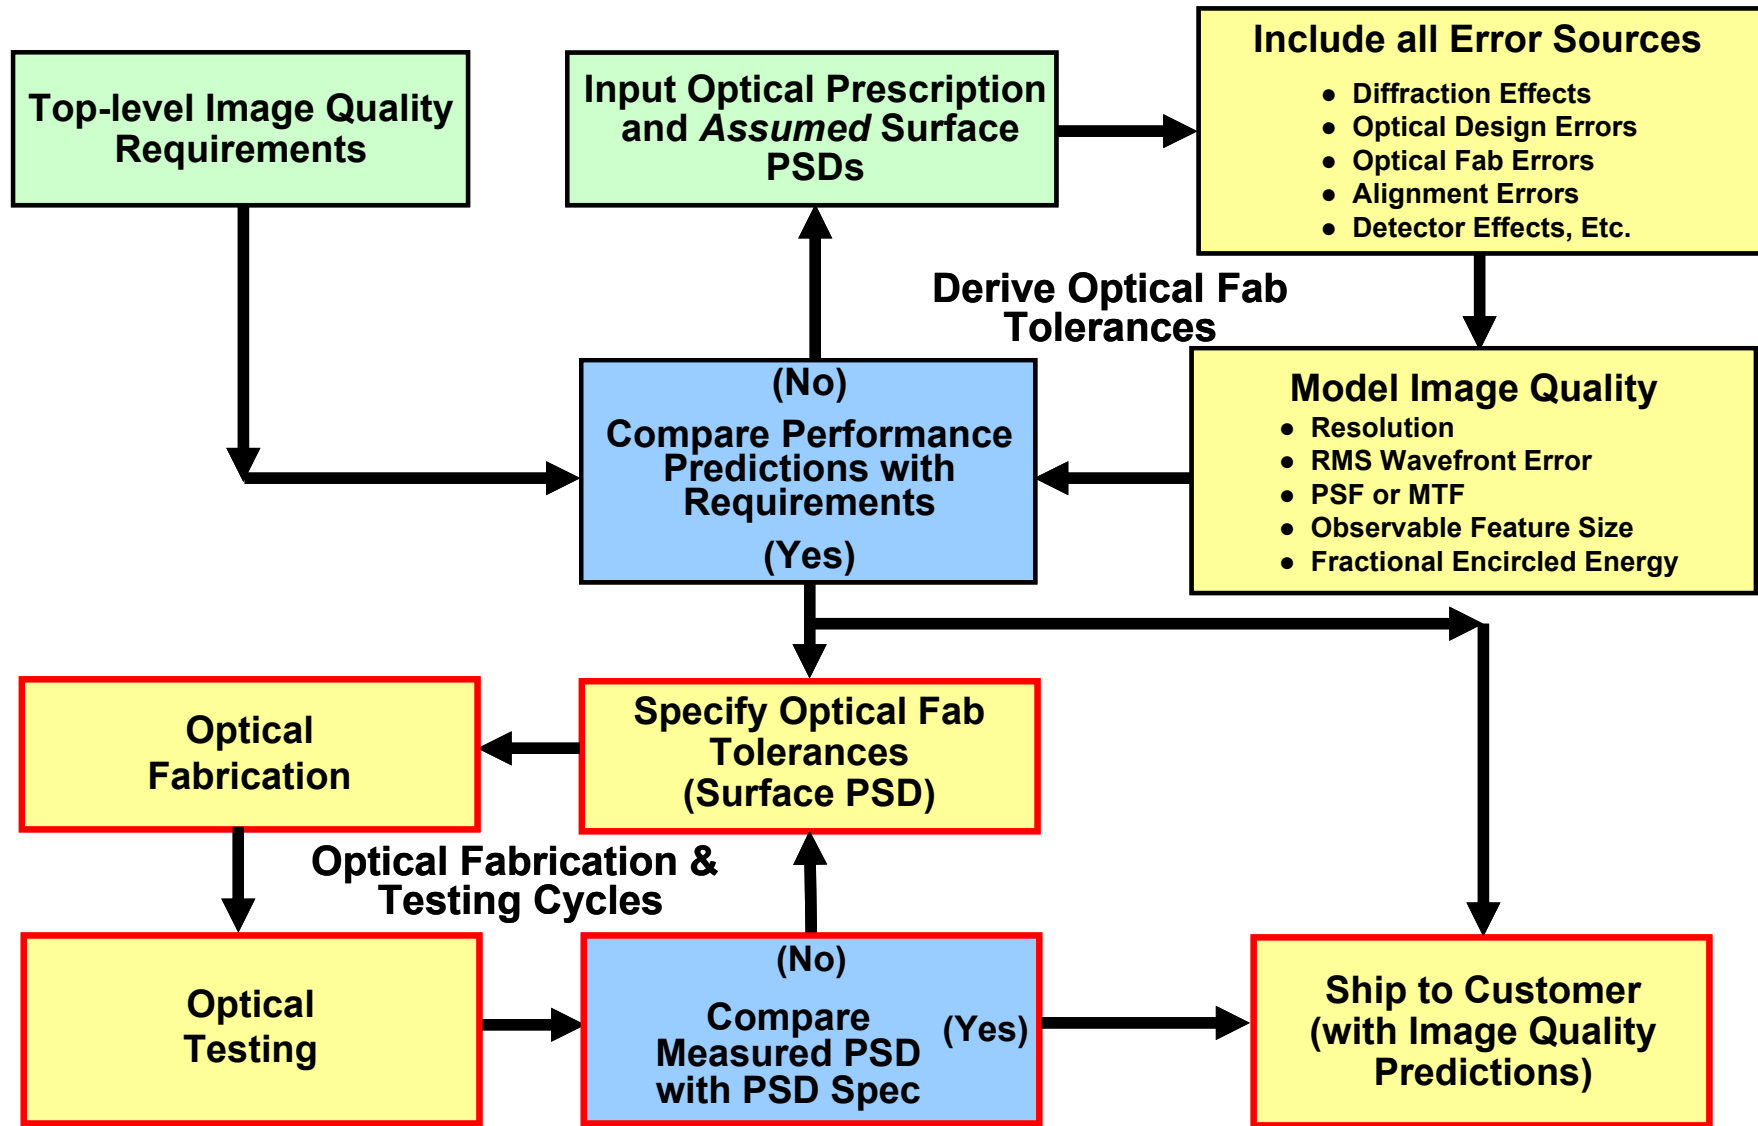 Top-level Image Quality
Requirements
Input Optical Prescription
and Assumed Surface
PSDs
Include all Error Sources
● Diffraction Effects
● Optical Design Errors
● Optical Fab Errors
● Alignment Errors
● Detector Effects, Etc.
Derive Optical Fab
Tolerances
(No)
Compare Performance
Predictions with
Requirements
(Yes)
Model Image Quality
● Resolution
● RMS Wavefront Error
● PSF or MTF
● Observable Feature Size
● Fractional Encircled Energy
Optical
Fabrication
Specify Optical Fab
Tolerances
(Surface PSD)
Optical Fabrication &
Testing Cycles
Optical
Testing
(No)
Compare
Measured PSD
with PSD Spec
(Yes)
Ship to Customer
(with Image Quality
Predictions)